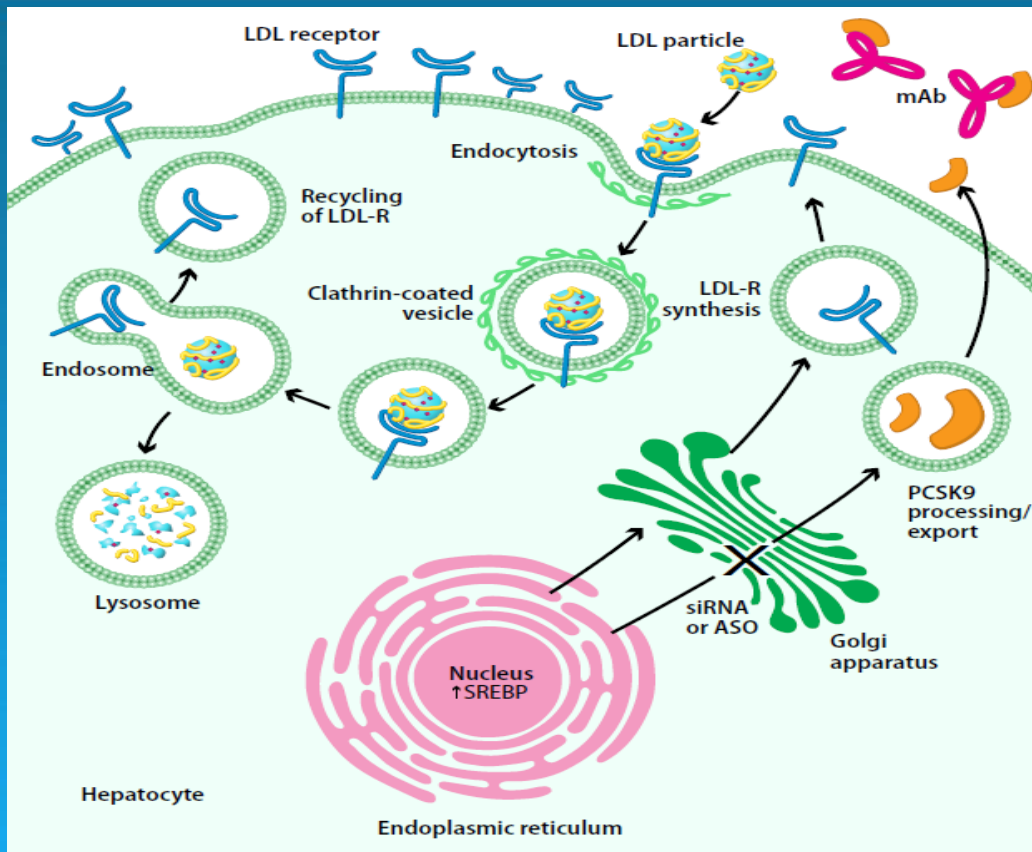 LDL receptor
LDL particle
mAb
Endocytosis
Recycling
of LDL-R
Clathrin-coated
vesicle
LDL-R
synthesis
Endosome
PCSK9
processing/
export
Lysosome
siRNA
or ASO
Golgi
apparatus
Nucleus
↑SREBP
Hepatocyte
Endoplasmic reticulum